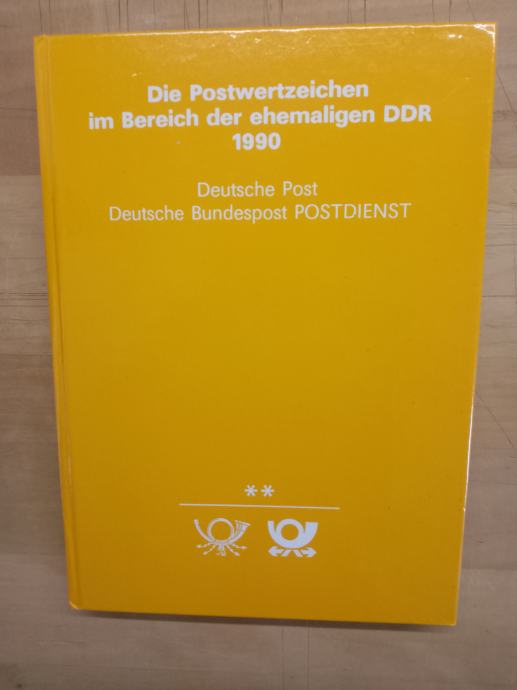 Die Postwertzeichen
im Bereich der ehemaligen DDR
1990
Deutsche Post
Deutsche Bundespost POSTDIENST
**